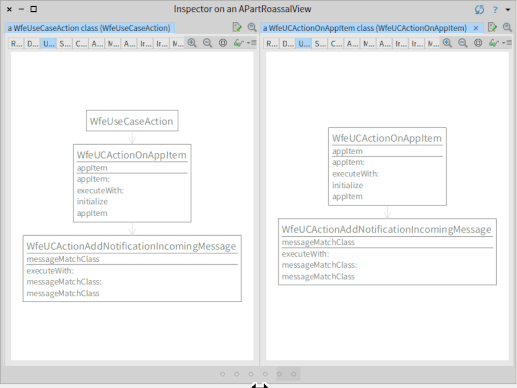 Inspector on an APartRoassalView
?
a WfeUseCaseAction class (WfeUseCaseAction)
a WfeUCActionOnAppItem class (WfeUCActionOnAppItem) ×
R... D... U... S... C... A... M... A... Ir... Ir... M...
R... D... U... S... C... A... M... A... Ir... Ir... M...
WfeUseCaseAction
WfeUCActionOnAppItem
appItem
appItem:
executeWith:
initialize
appItem
WfeUCActionAddNotificationIncomingMessage
messageMatchClass
executeWith:
messageMatchClass:
messageMatchClass
WfeUCActionOnAppItem
appItem
appItem:
executeWith:
initialize
appItem
WfeUCActionAddNotificationIncomingMessage
messageMatchClass
executeWith:
messageMatchClass:
messageMatchClass